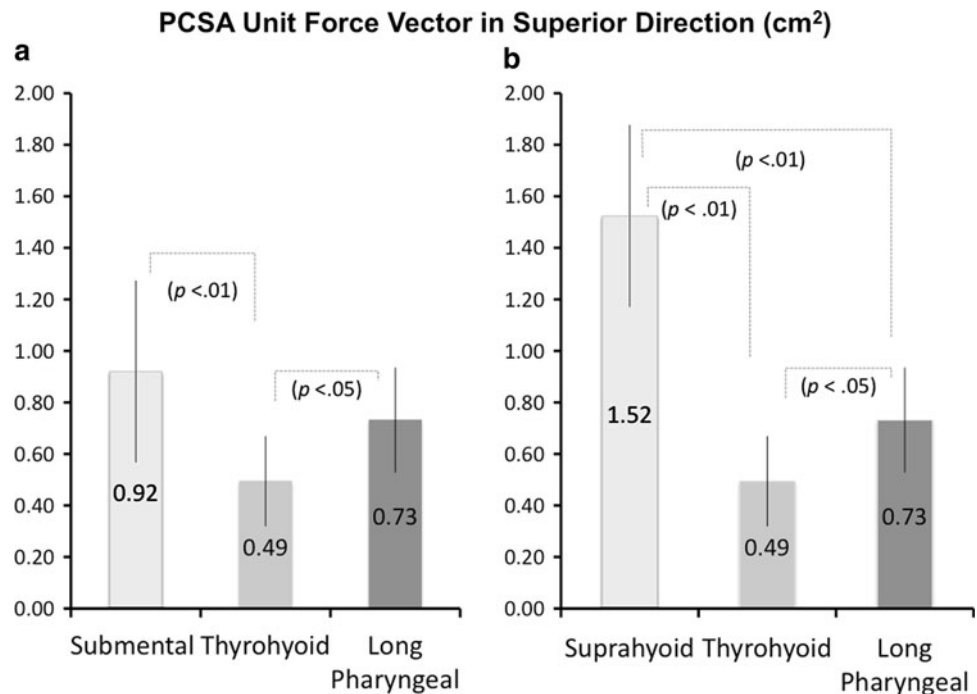 PCSA Unit Force Vector in Superior Direction (cm²)
a
2.00
1.80
1.60
1.40
1.20
1.00
0.80
0.60
0.40
0.20
0.00
(p <.01)
(p <.05)
0.92
0.49
0.73
Submental Thyrohyoid Long
Pharyngeal
b
2.00
1.80
1.60
1.40
1.20
1.00
0.80
0.60
0.40
0.20
0.00
(p <.01)
(p < .01)
(p <.05)
1.52
0.49
0.73
Suprahyoid Thyrohyoid Long
Pharyngeal